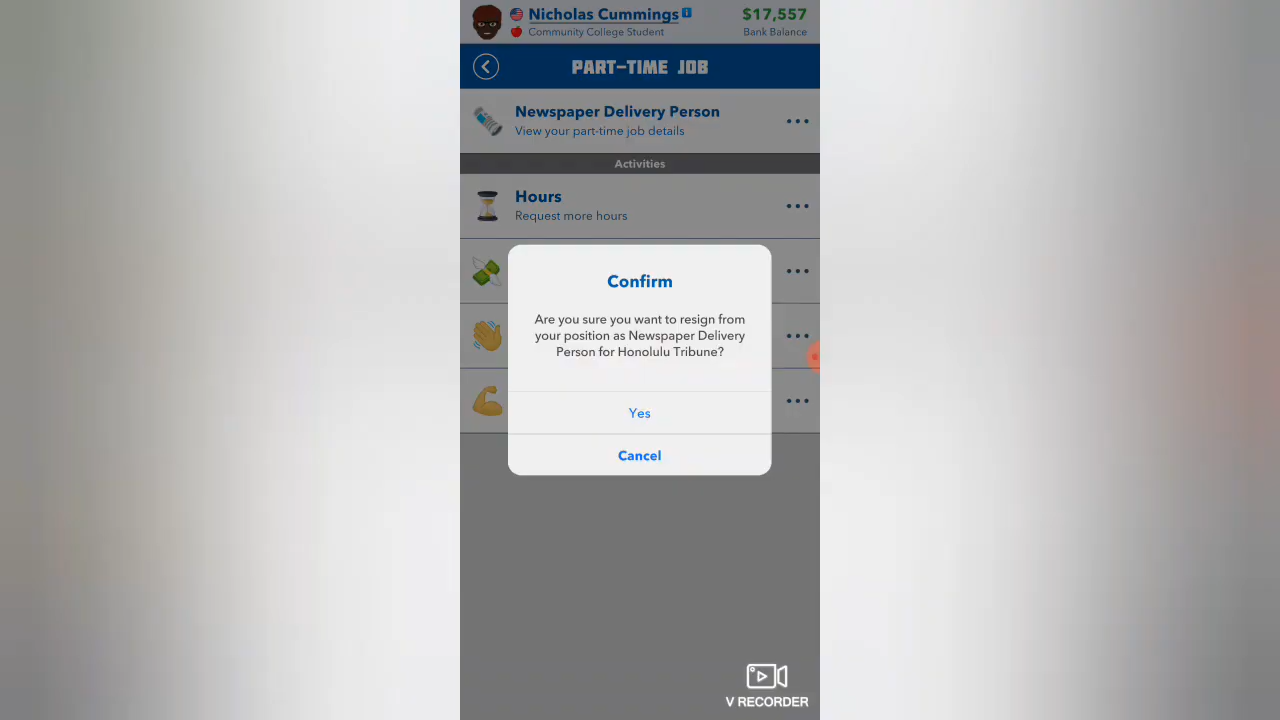 Nicholas Cummings
$17,557
Community College Student
Bank Balance
PART-TIME JOB
Newspaper Delivery Person
View your part-time job details
Activities
Hours
Request more hours
Confirm
Are you sure you want to resign from
your position as Newspaper Delivery
Person for Honolulu Tribune?
Yes
Cancel
V RECORDER